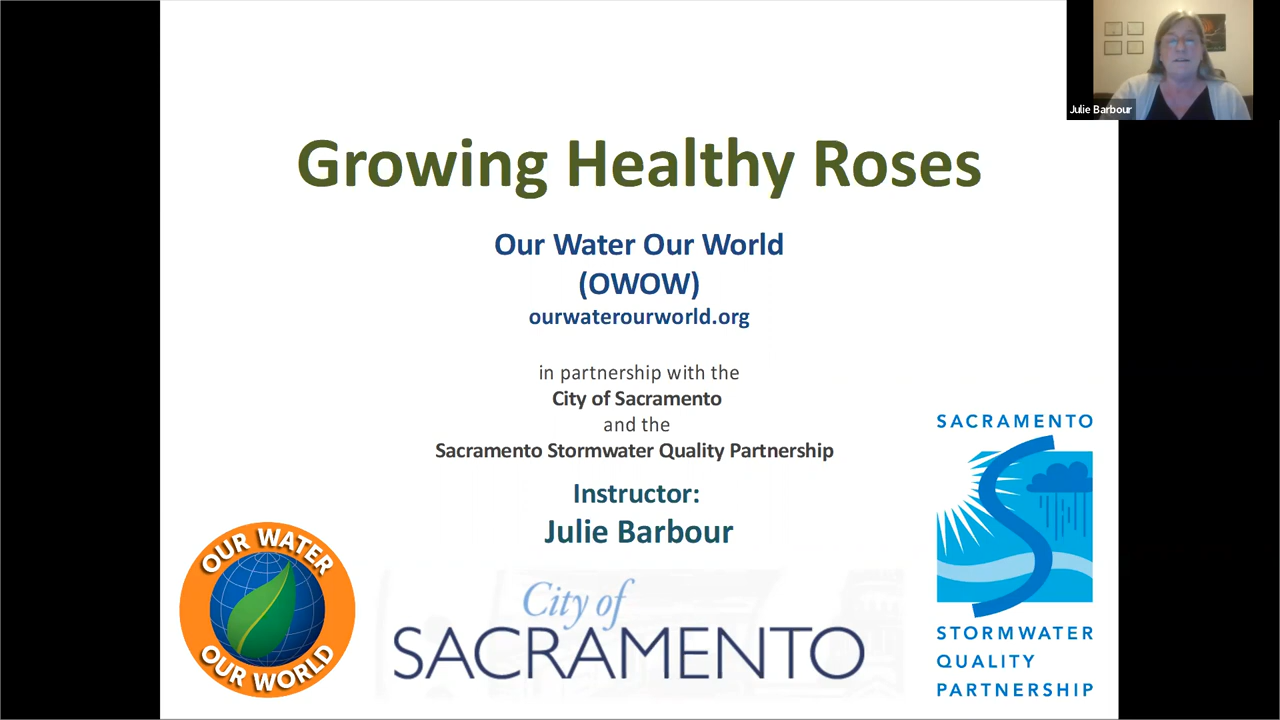 Julie Barbour
Growing Healthy Roses
Our Water Our World
(OWOW)
ourwaterourworld.org
in partnership with the
City of Sacramento
and the
Sacramento Stormwater Quality Partnership
Instructor:
Julie Barbour
OUR WATER
OUR WORLD
City of
SACRAMENTO
SACRAMENTO
STORMWATER
QUALITY
PARTNERSHIP